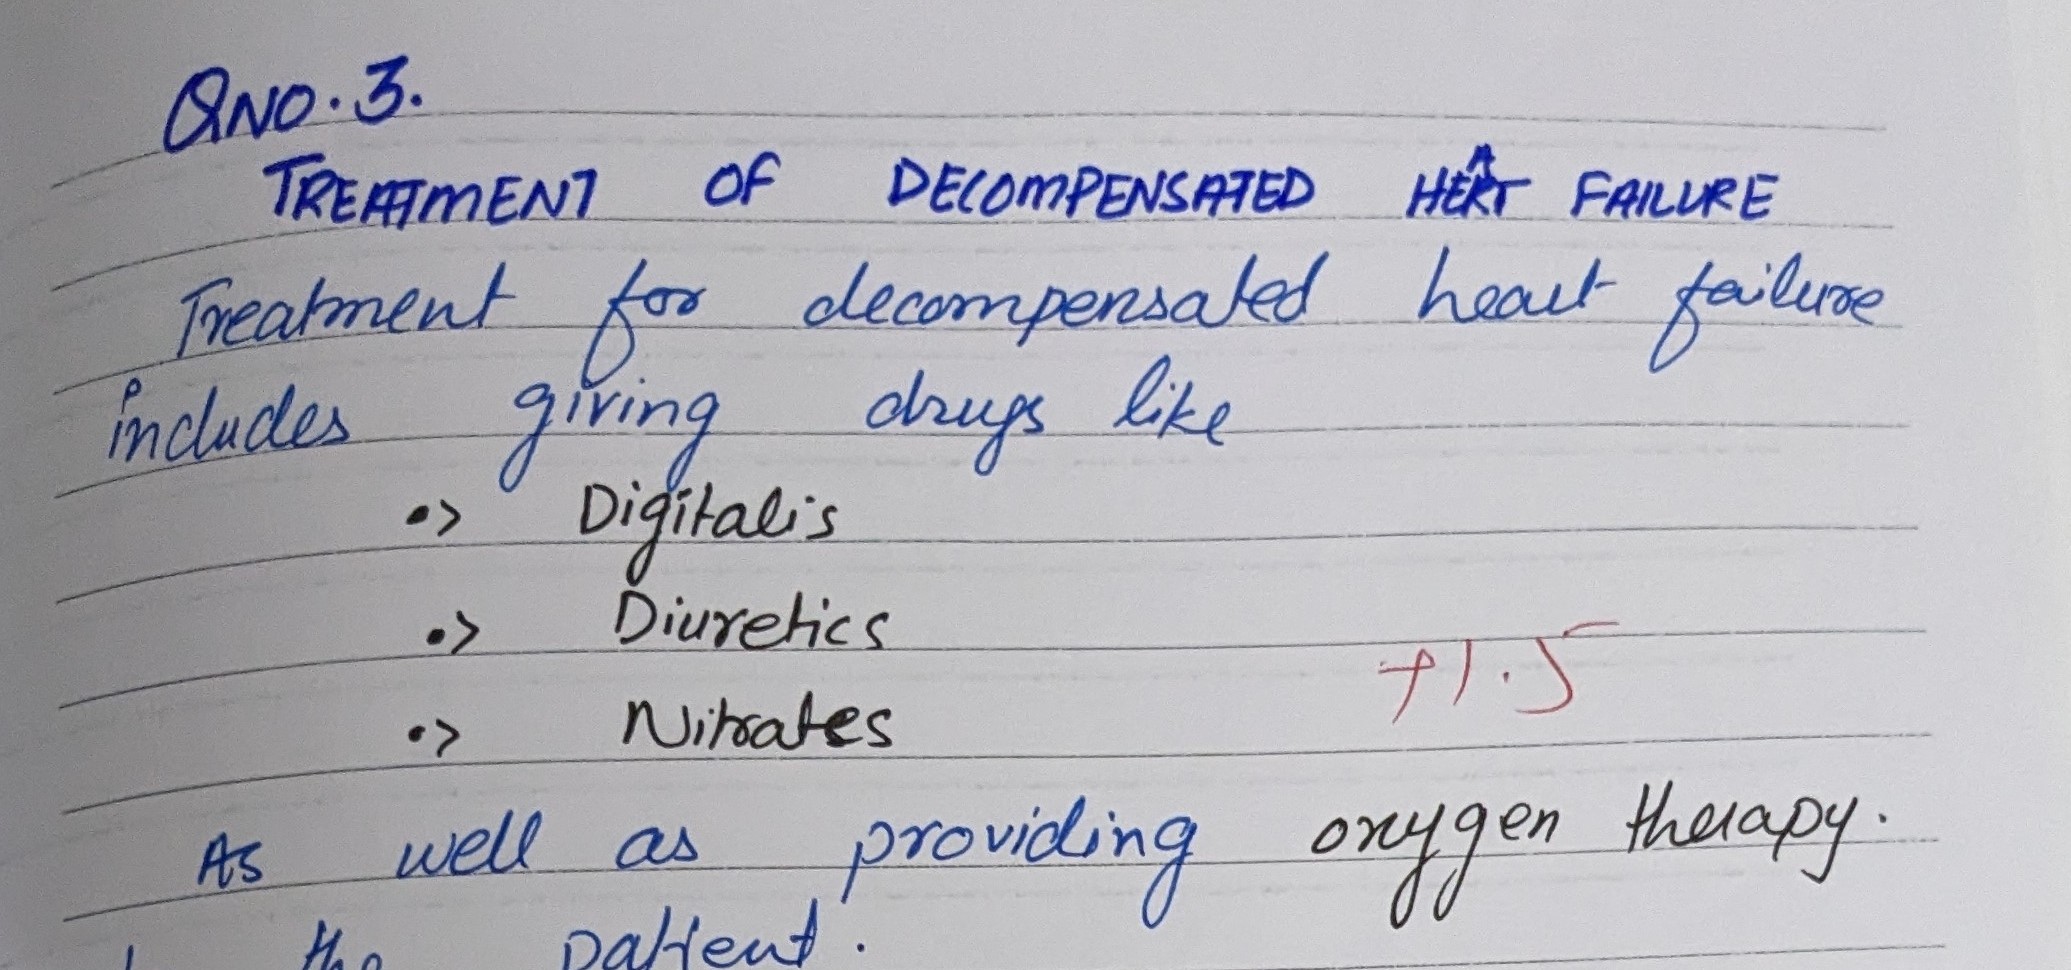 QNO.3.
TREATMENT OF DECOMPENSATED HEART FAILURE
Treatment for decompensated heart failure
includes giving drugs like
•> Digitalis
•> Diuretics
+1.5
•> Nitrates
As well as providing oxygen therapy.
the patient.